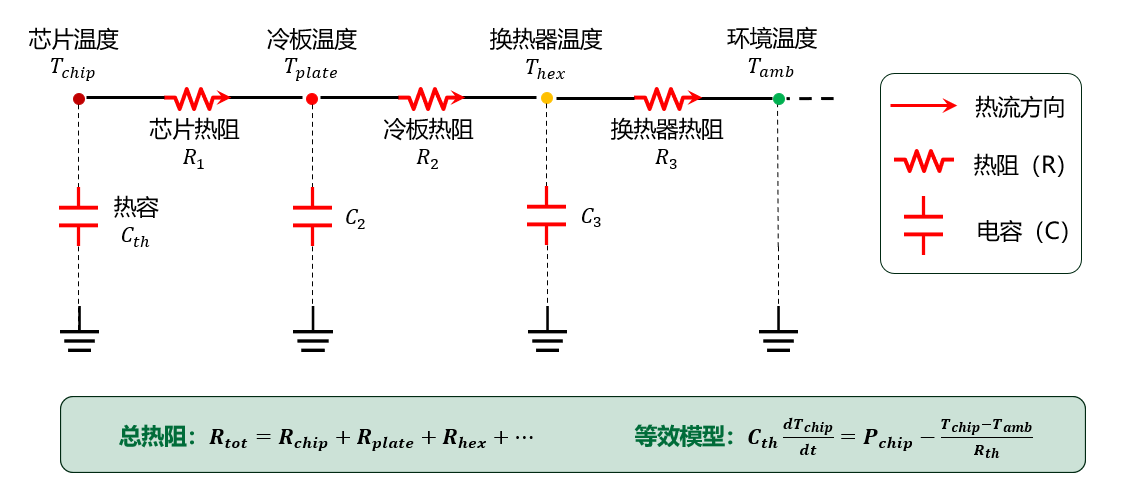 芯片温度 冷板温度 换热器温度 环境温度
T_chip T_plate T_hex T_amb
芯片热阻 冷板热阻 换热器热阻
R_1 R_2 R_3
热容
C_th C_2 C_3
热流方向
热阻（R）
电容（C）
总热阻：R_tot = R_chip + R_plate + R_hex + ⋯
等效模型：C_th dT_chip/dt = P_chip − (T_chip−T_amb)/R_th